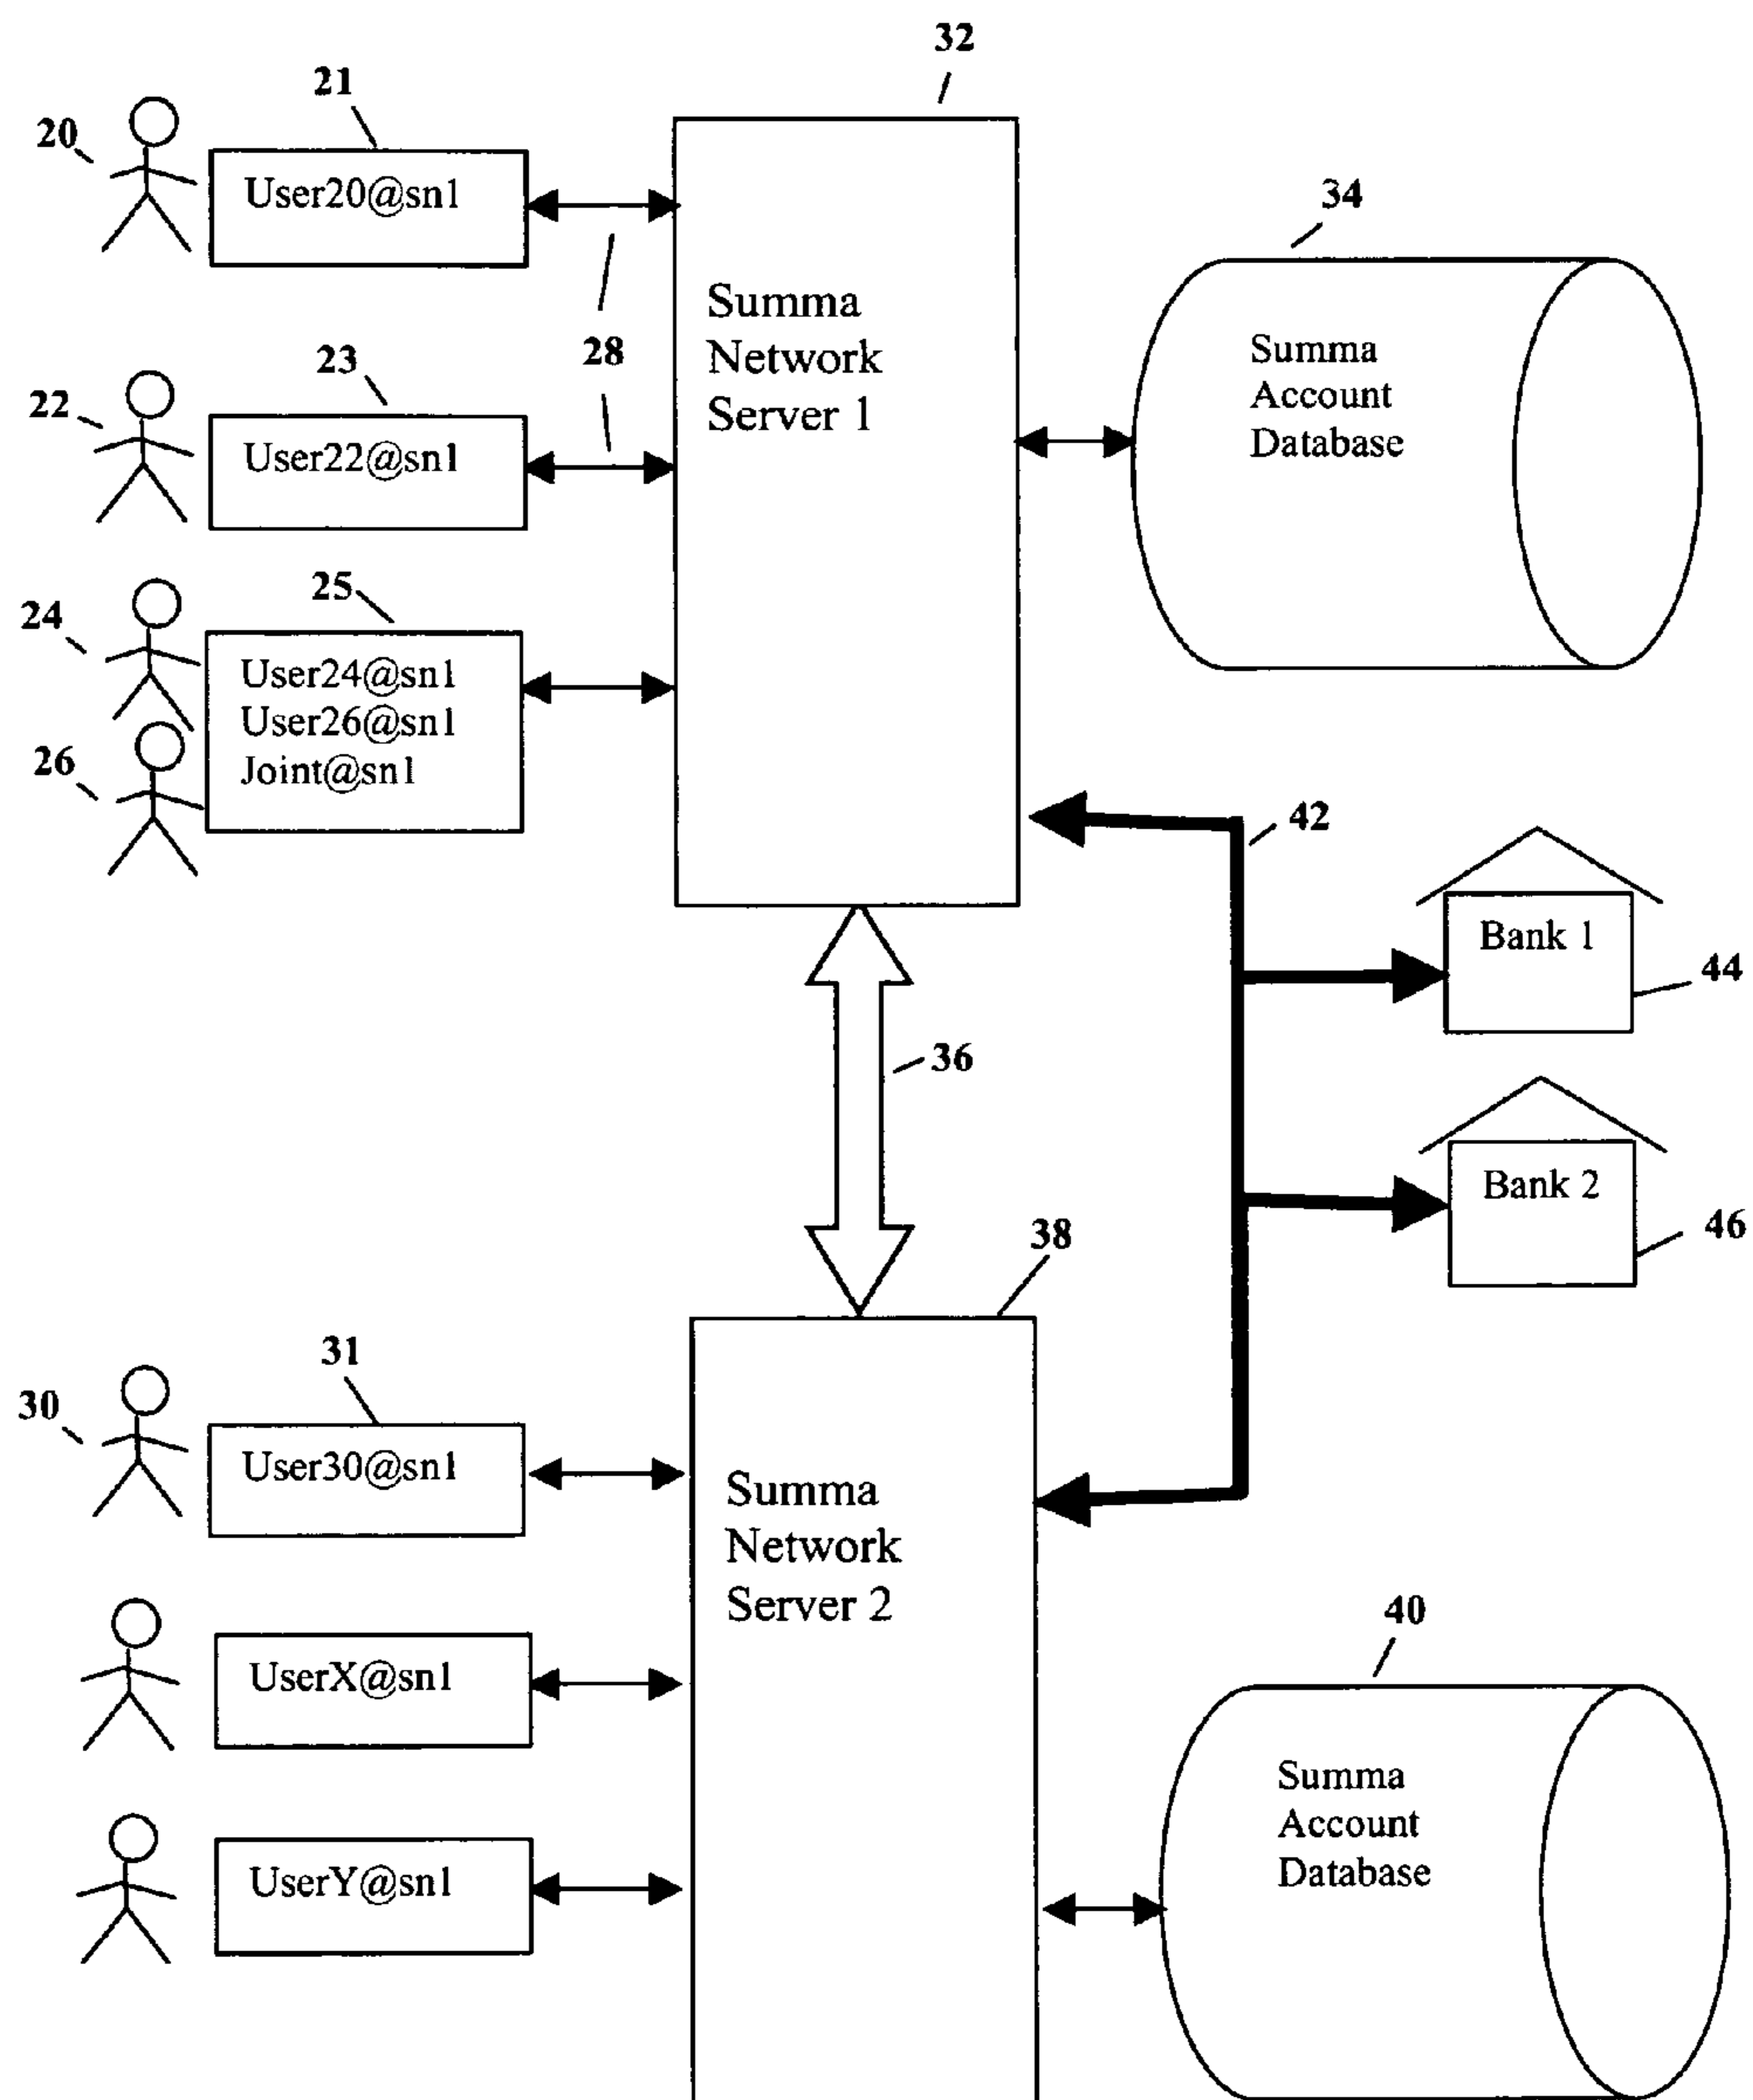 32
21
20
User20@sn1
34
Summa
Network
Server 1
28
23
22
User22@sn1
Summa
Account
Database
25
24
User24@sn1
User26@sn1
Joint@sn1
26
42
Bank 1
44
36
Bank 2
46
38
31
30
User30@sn1
Summa
Network
Server 2
40
UserX@sn1
Summa
Account
Database
UserY@sn1